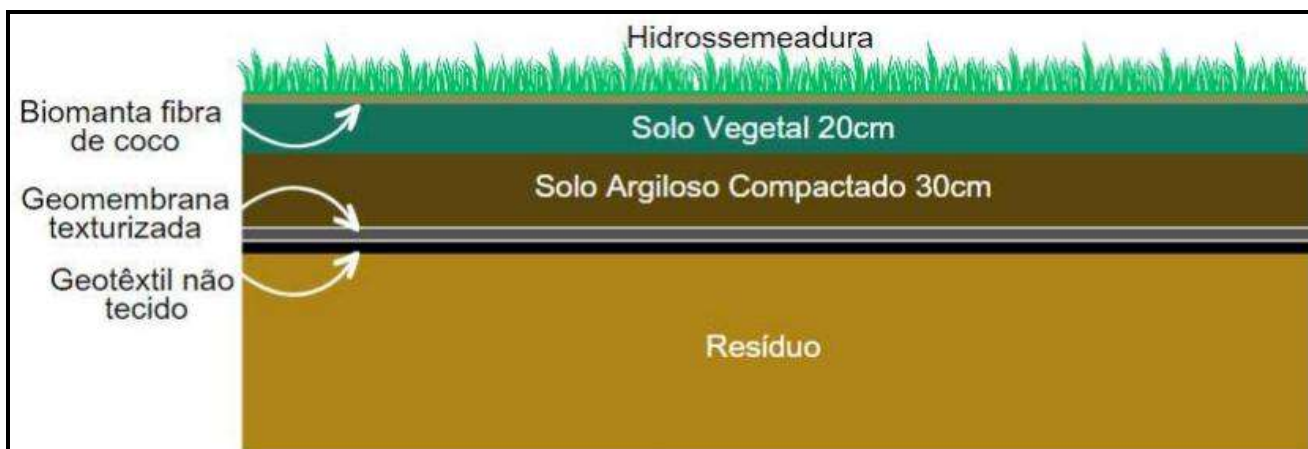 Hidrossemeadura
Biomanta fibra
de coco
Solo Vegetal 20cm
Solo Argiloso Compactado 30cm
Geomembrana
texturizada
Geotêxtil não
tecido
Resíduo